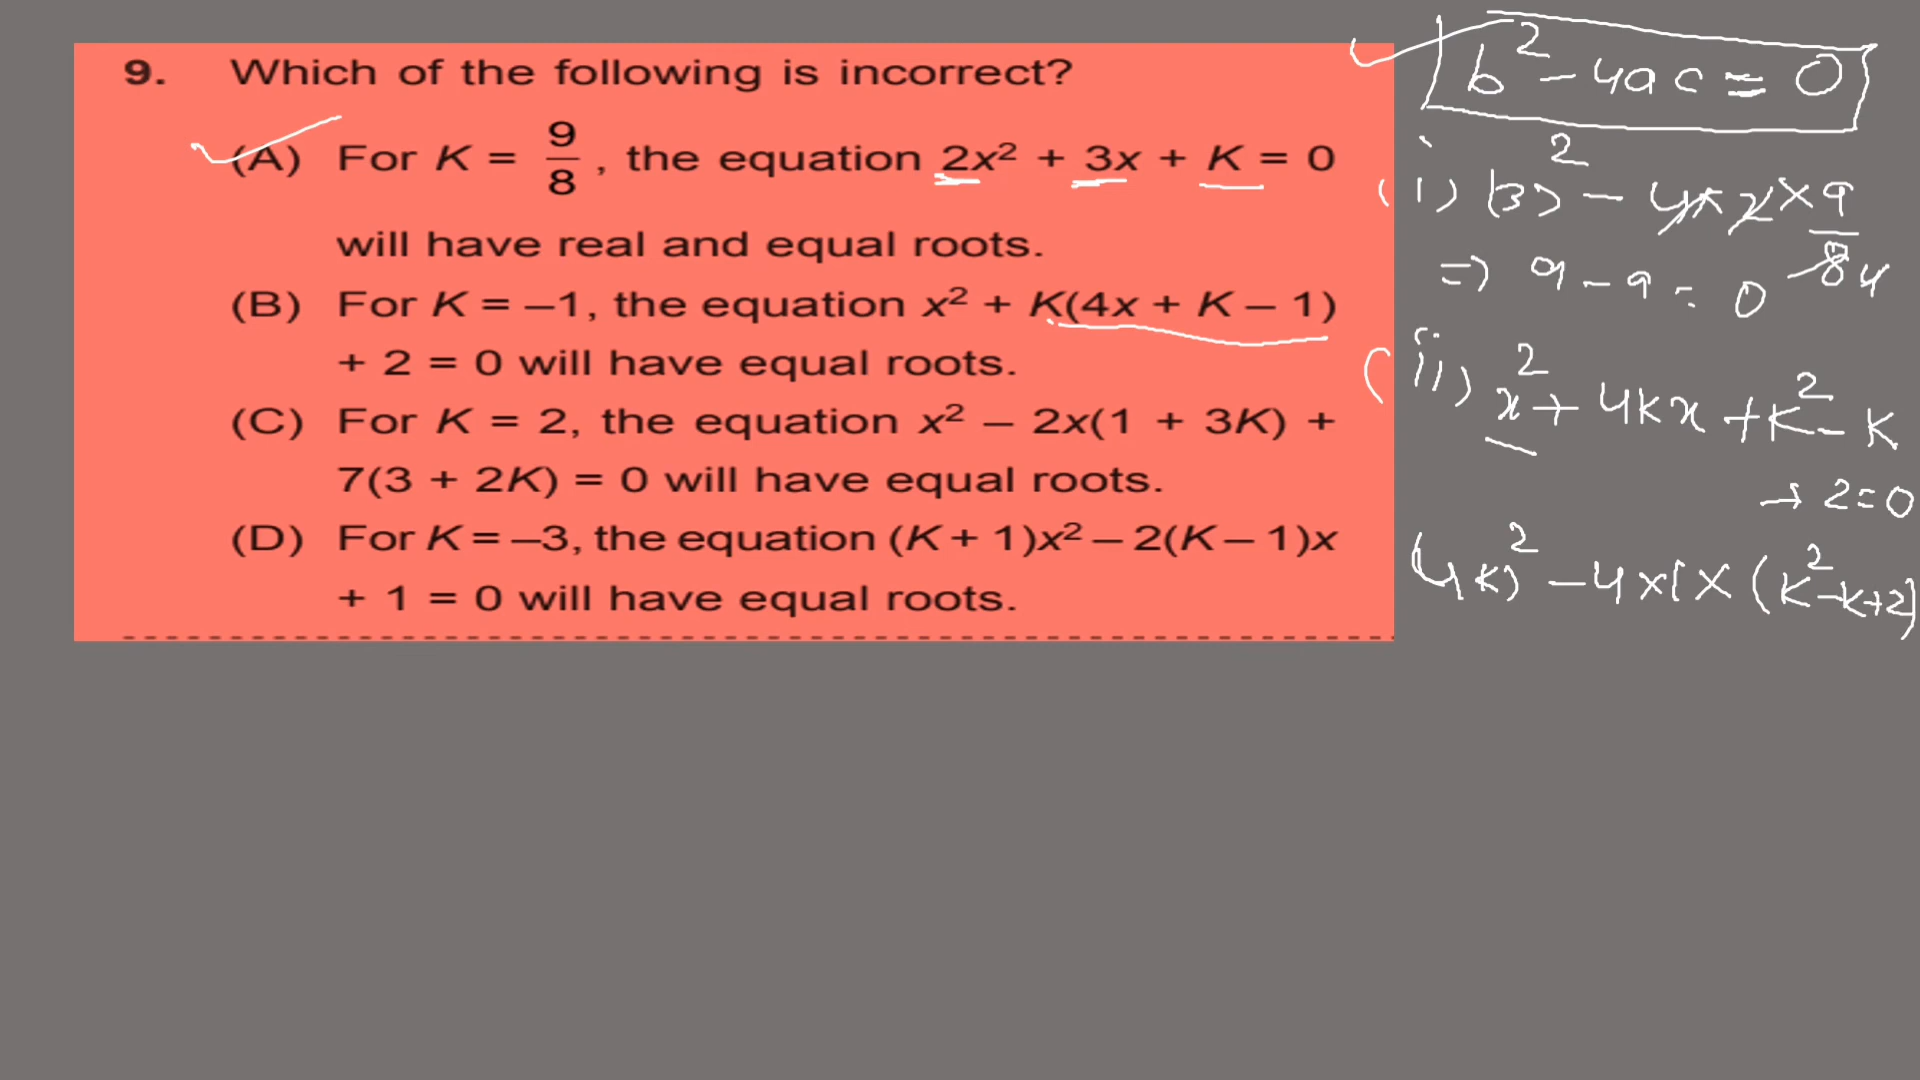 9. Which of the following is incorrect?
(A) For K = 9/8, the equation 2x² + 3x + K = 0
will have real and equal roots.
(B) For K = –1, the equation x² + K(4x + K – 1)
+ 2 = 0 will have equal roots.
(C) For K = 2, the equation x² – 2x(1 + 3K) +
7(3 + 2K) = 0 will have equal roots.
(D) For K = –3, the equation (K + 1)x² – 2(K – 1)x
+ 1 = 0 will have equal roots.
b² – 4ac = 0
(i) (3)² – 4 × 2 × 9/8
⇒ 9 – 9 = 0
(ii) x² + 4kx + k² – k
2 = 0
(4k)² – 4 × 1 × (k² – k + 2)